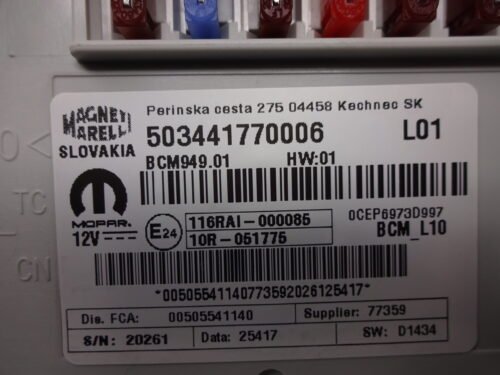 MAGNETI
MARELLI
SLOVAKIA
Perinska cesta 275 04458 Kechnec SK
503441770006 L01
BCM949.01 HW:01
MOPAR.
12V
E24
116RAI-000085
10R-051775
0CEP6973D997
BCM_L10
*00505541140773592026125417*
Dis. FCA: 00505541140 Supplier: 77359
S/N: 20261 Data: 25417 SW: D1434
TC
CN